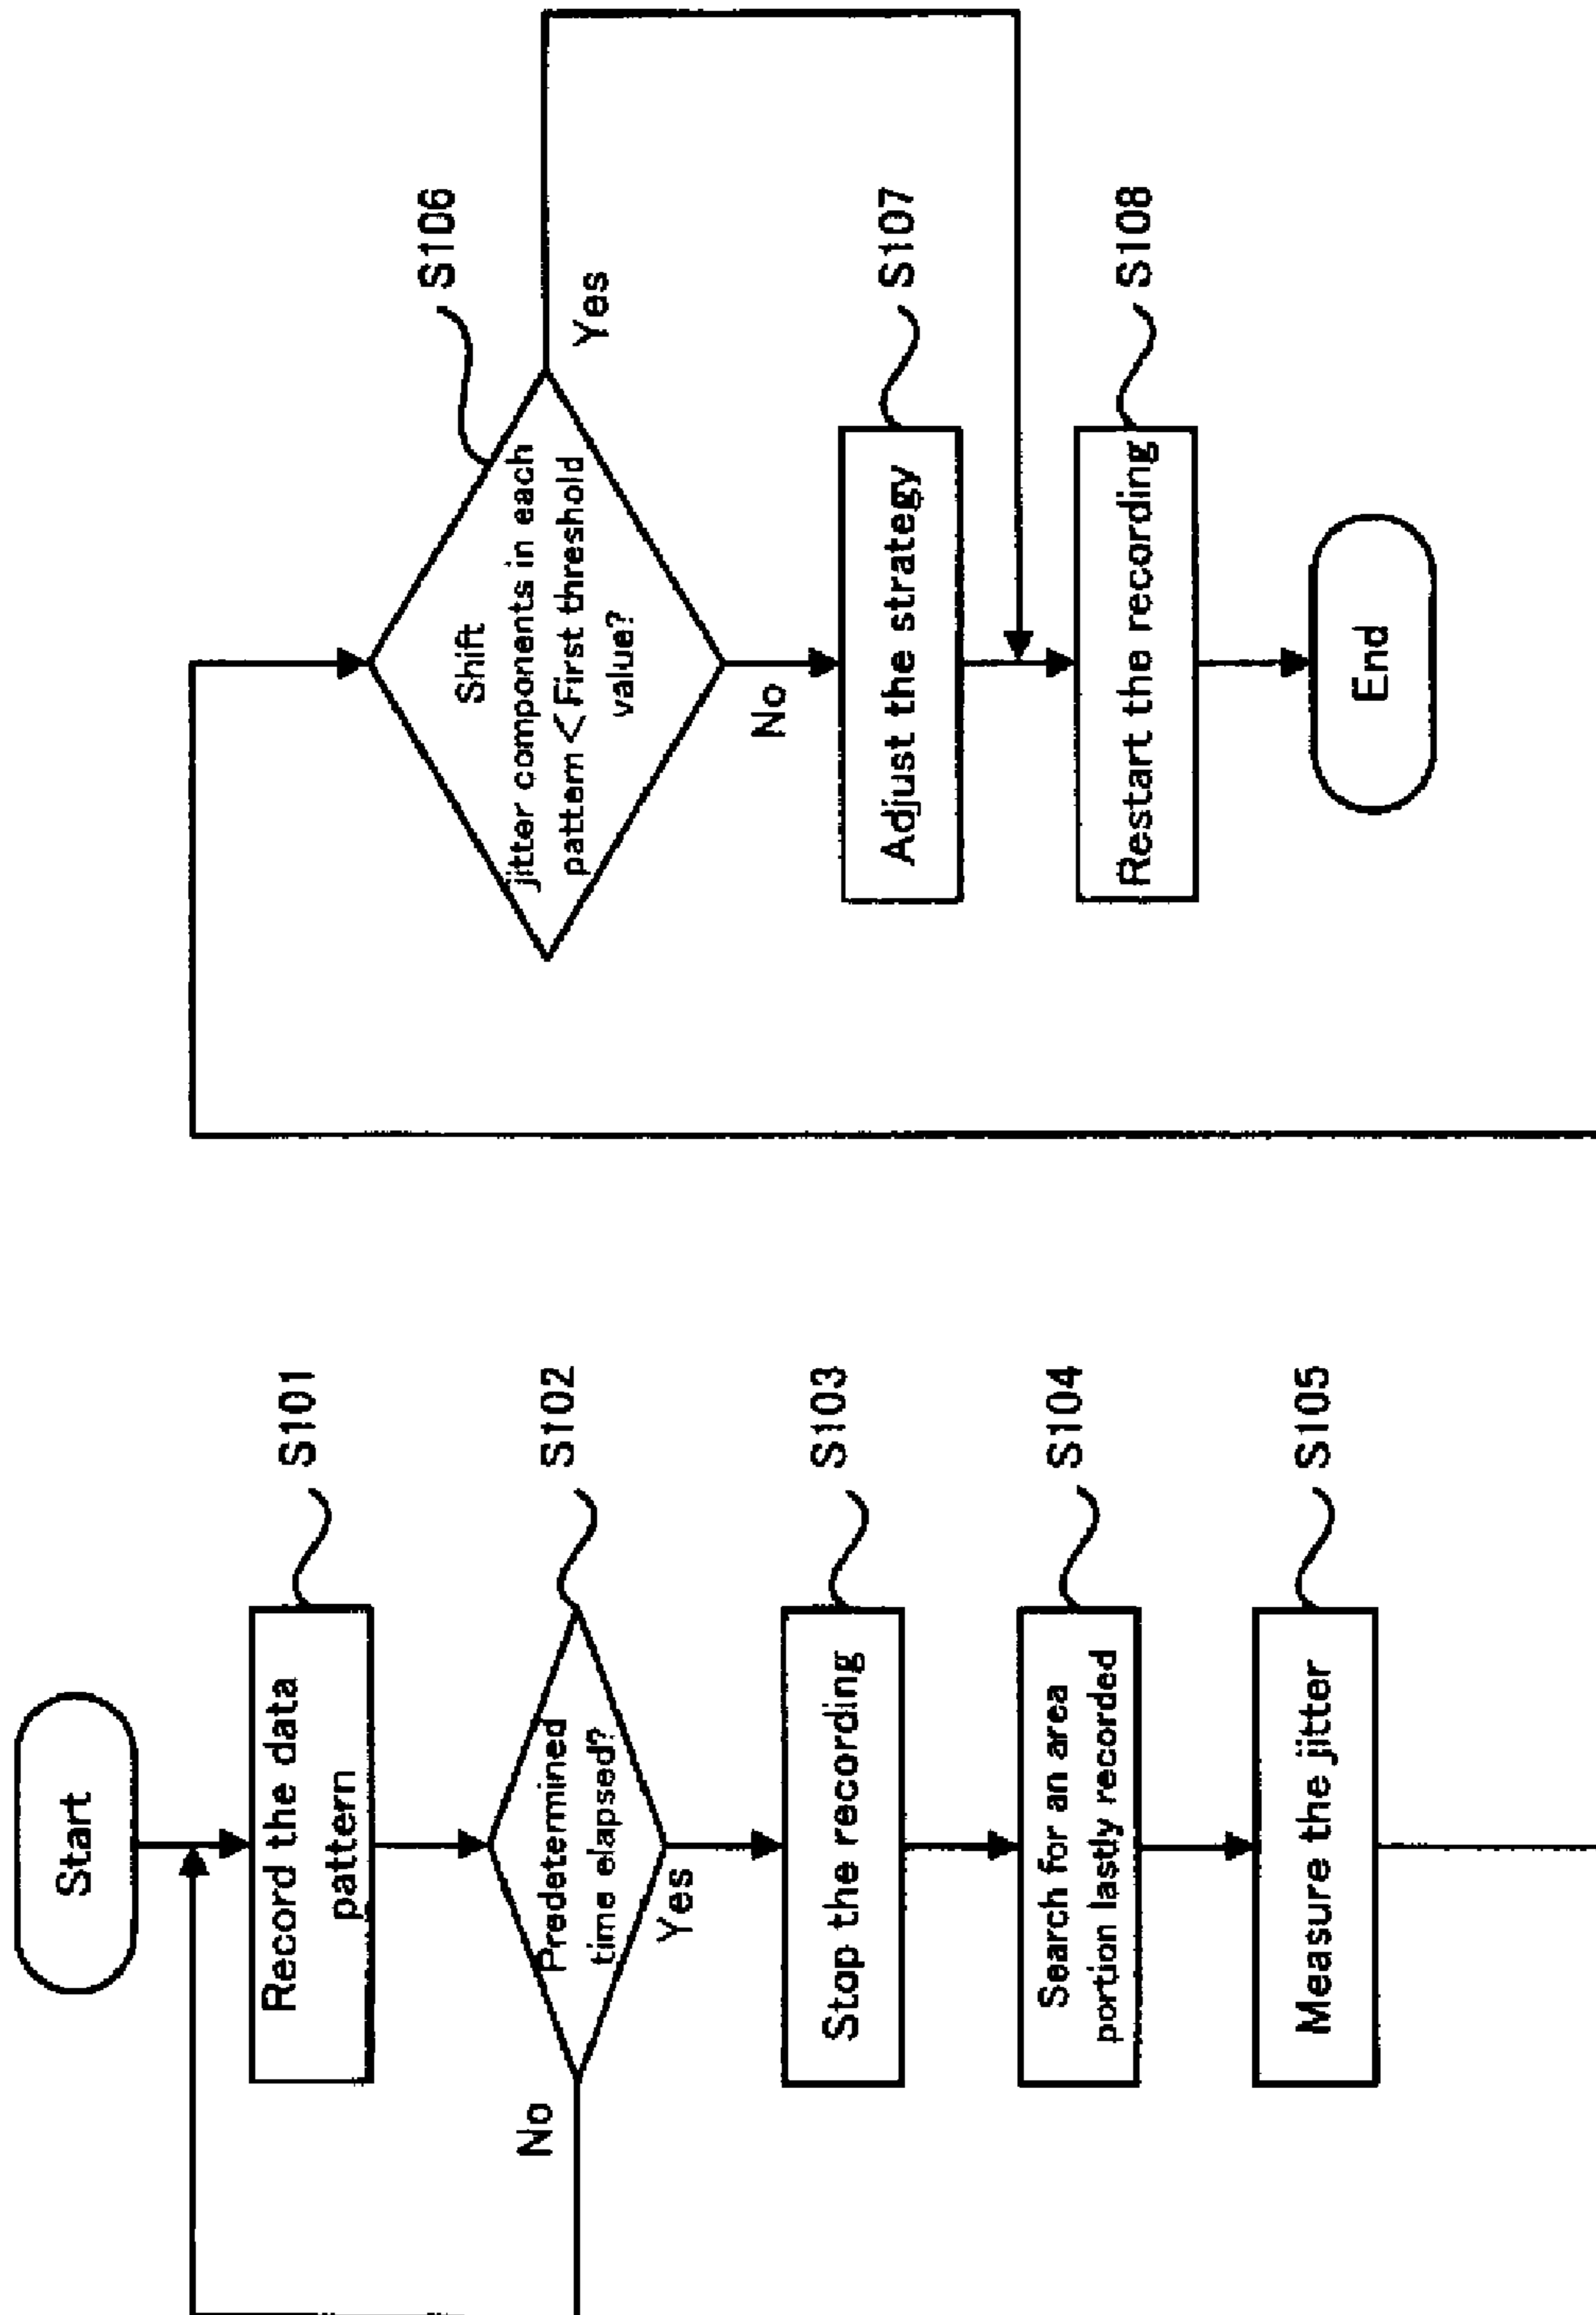 Start
Record the data
pattern
S101
Predetermined
time elapsed?
S102
No
Yes
Stop the recording
S103
Search for an area
portion lastly recorded
S104
Measure the jitter
S105
Shift
jitter components in each
pattern < First threshold
value?
S106
Yes
No
Adjust the strategy
S107
Restart the recording
S108
End